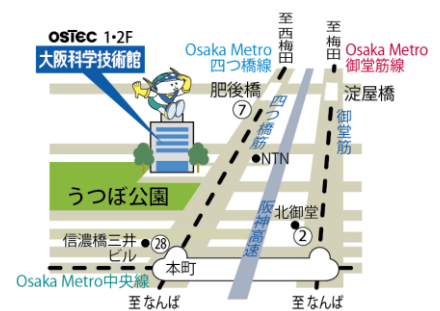 OSTEC 1・2F
大阪科学技術館
至西梅田
至梅田
Osaka Metro
四つ橋線
Osaka Metro
御堂筋線
肥後橋
⑦
淀屋橋
四つ橋筋
御堂筋
NTN
うつぼ公園
阪神高速
北御堂
②
信濃橋三井
ビル
㉘
本町
Osaka Metro中央線
至なんば
至なんば